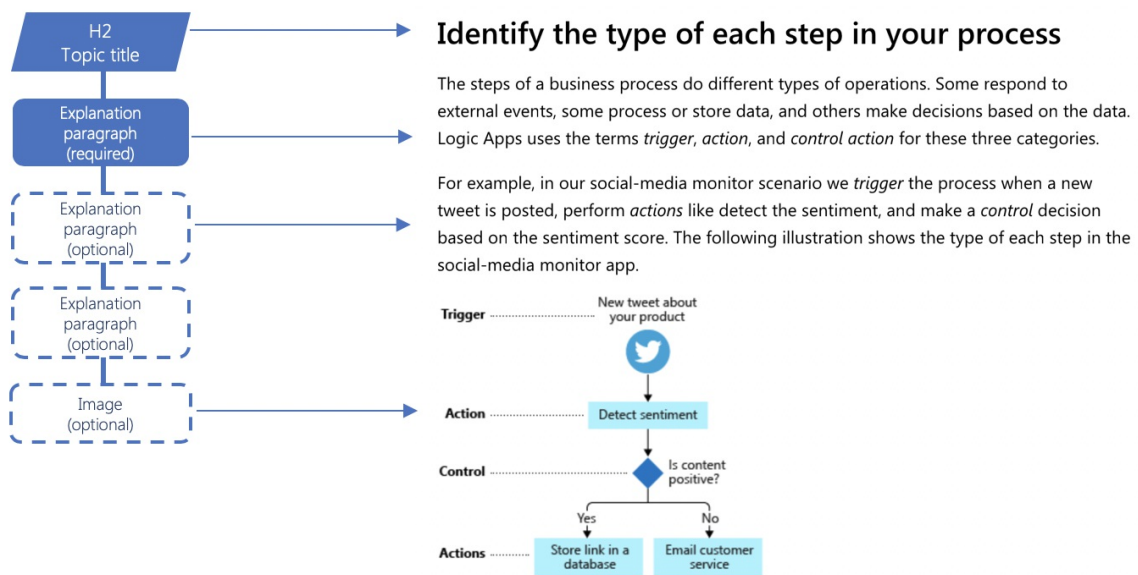 H2
Topic title
Explanation
paragraph
(required)
Explanation
paragraph
(optional)
Explanation
paragraph
(optional)
Image
(optional)
Identify the type of each step in your process
The steps of a business process do different types of operations. Some respond to
external events, some process or store data, and others make decisions based on the data.
Logic Apps uses the terms trigger, action, and control action for these three categories.
For example, in our social-media monitor scenario we trigger the process when a new
tweet is posted, perform actions like detect the sentiment, and make a control decision
based on the sentiment score. The following illustration shows the type of each step in the
social-media monitor app.
Trigger
New tweet about
your product
Action
Detect sentiment
Control
Is content
positive?
Yes
No
Actions
Store link in a
database
Email customer
service